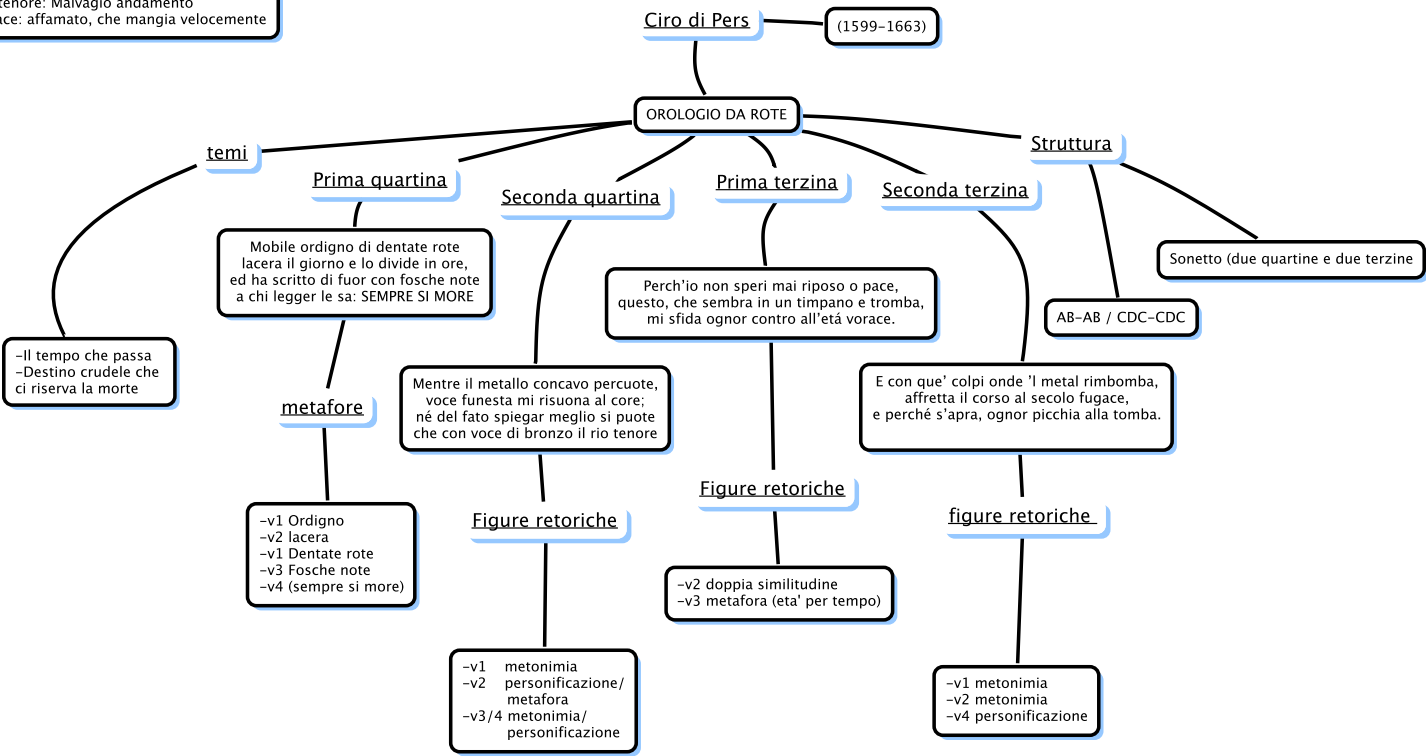 tenore: Malvagio andamento
ace: affamato, che mangia velocemente
Ciro di Pers
(1599-1663)
OROLOGIO DA ROTE
temi
-Il tempo che passa
-Destino crudele che
ci riserva la morte
Prima quartina
Mobile ordigno di dentate rote
lacera il giorno e lo divide in ore,
ed ha scritto di fuor con fosche note
a chi legger le sa: SEMPRE SI MORE
metafore
-v1 Ordigno
-v2 lacera
-v1 Dentate rote
-v3 Fosche note
-v4 (sempre si more)
Seconda quartina
Mentre il metallo concavo percuote,
voce funesta mi risuona al core;
né del fato spiegar meglio si puote
che con voce di bronzo il rio tenore
Figure retoriche
-v1 metonimia
-v2 personificazione/
metafora
-v3/4 metonimia/
personificazione
Prima terzina
Perch'io non speri mai riposo o pace,
questo, che sembra in un timpano e tromba,
mi sfida ognor contro all'etá vorace.
Figure retoriche
-v2 doppia similitudine
-v3 metafora (eta' per tempo)
Seconda terzina
E con que' colpi onde 'l metal rimbomba,
affretta il corso al secolo fugace,
e perché s'apra, ognor picchia alla tomba.
figure retoriche
-v1 metonimia
-v2 metonimia
-v4 personificazione
Struttura
AB-AB / CDC-CDC
Sonetto (due quartine e due terzine